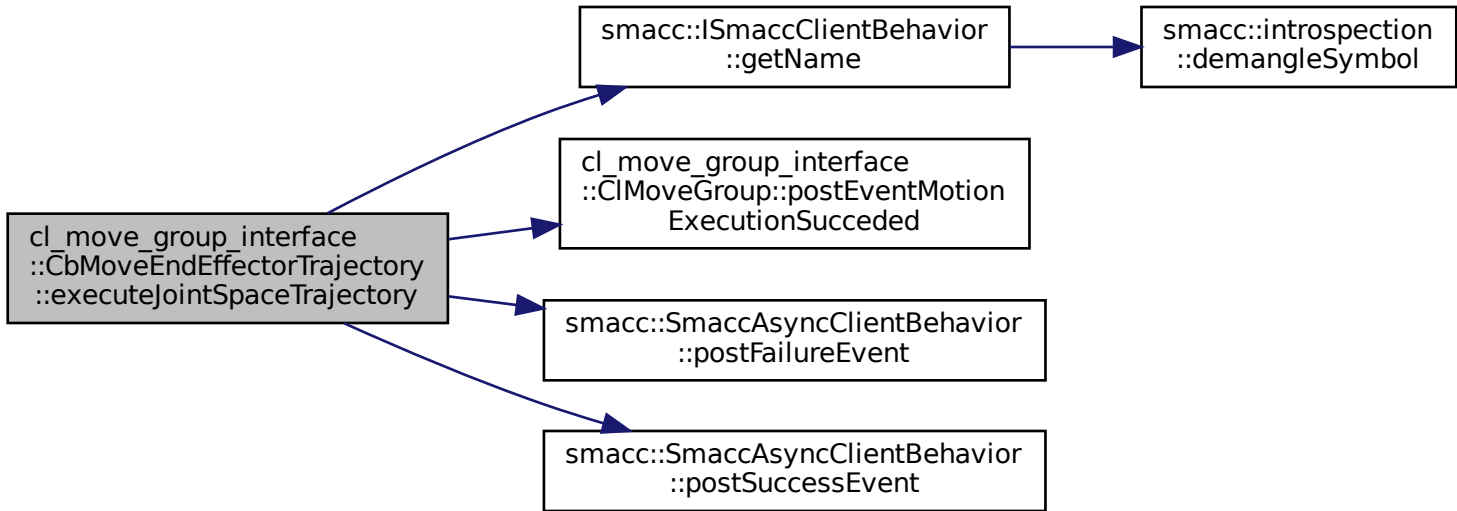 smacc::ISmaccClientBehavior
::getName
smacc::introspection
::demangleSymbol
cl_move_group_interface
::ClMoveGroup::postEventMotion
ExecutionSucceded
cl_move_group_interface
::CbMoveEndEffectorTrajectory
::executeJointSpaceTrajectory
smacc::SmaccAsyncClientBehavior
::postFailureEvent
smacc::SmaccAsyncClientBehavior
::postSuccessEvent